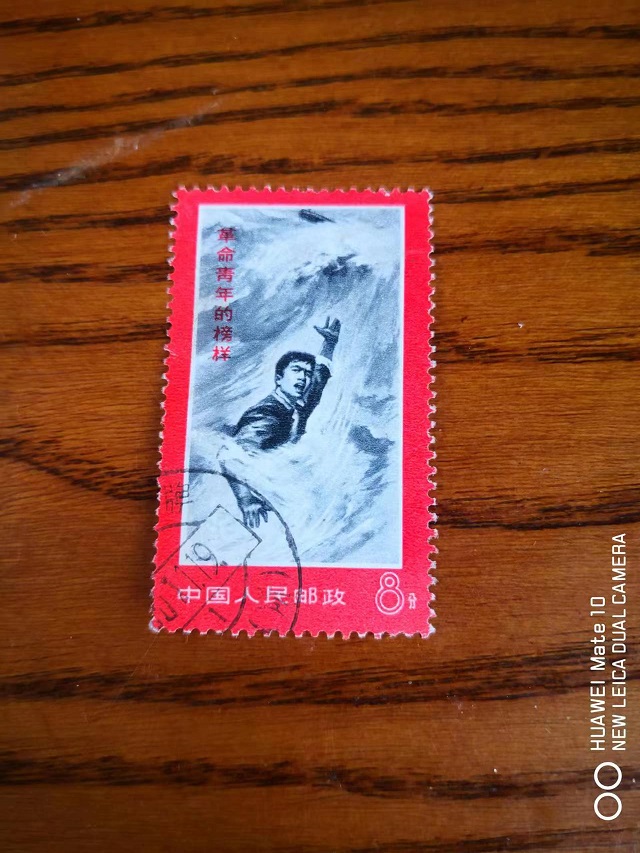 革命青年的榜样
中国人民邮政
8分
19
HUAWEI Mate 10
NEW LEICA DUAL CAMERA